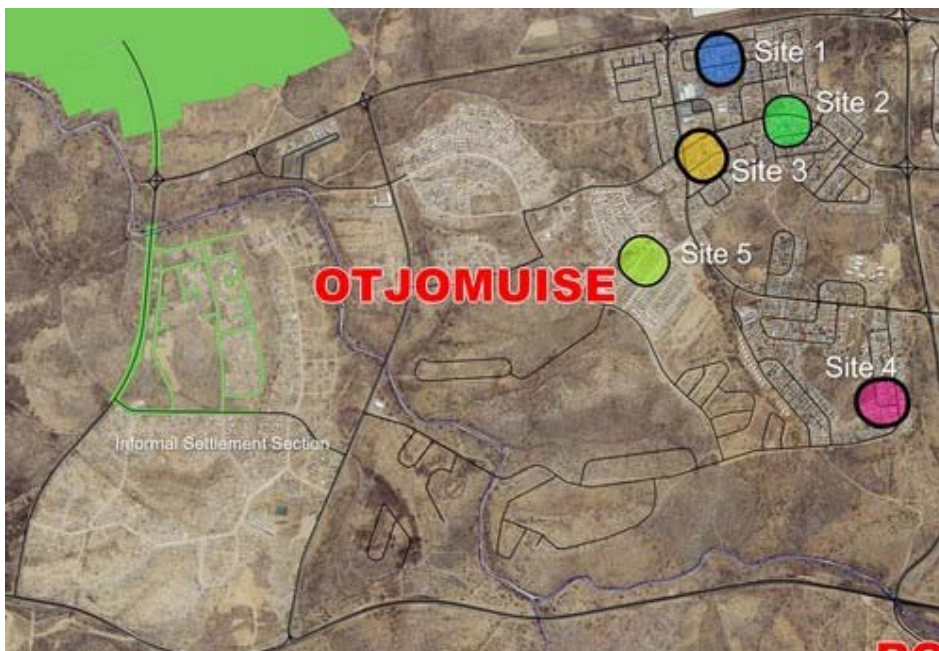 Site 1
Site 2
Site 3
Site 5
OTJOMUISE
Site 4
Informal Settlement Section